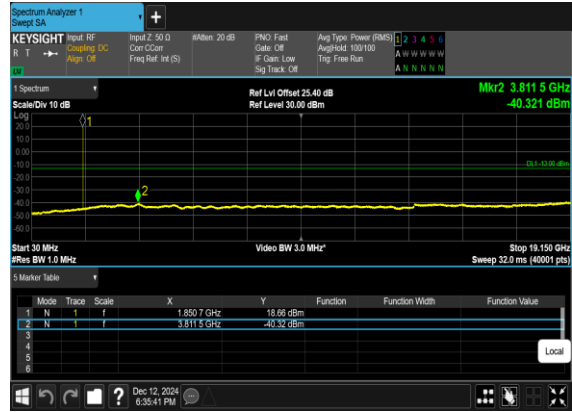 Spectrum Analyzer 1
Swept SA
+
KEYSIGHT Input: RF Input Z: 50 Ω #Atten: 20 dB PNO: Fast Avg Type: Power (RMS) 1 2 3 4 5 6
R T Coupling: DC Corr CCorr Gate: Off Avg|Hold: 100/100 A W W W W W
Align: Off Freq Ref: Int (S) IF Gain: Low Trig: Free Run
Sig Track: Off A N N N N N
1 Spectrum
Ref Lvl Offset 25.40 dB Mkr2 3.811 5 GHz
Scale/Div 10 dB Ref Level 30.00 dBm -40.321 dBm
Log
1
20.0
10.0
0.00
-10.0
DL1 -13.00 dBm
-20.0
-30.0
2
-40.0
-50.0
-60.0
Start 30 MHz Video BW 3.0 MHz* Stop 19.150 GHz
#Res BW 1.0 MHz Sweep 32.0 ms (40001 pts)
5 Marker Table
Mode Trace Scale X Y Function Function Width Function Value
1 N 1 f 1.850 7 GHz 18.66 dBm
2 N 1 f 3.811 5 GHz -40.32 dBm
3
4
5
6
Local
? Dec 12, 2024
6:35:41 PM